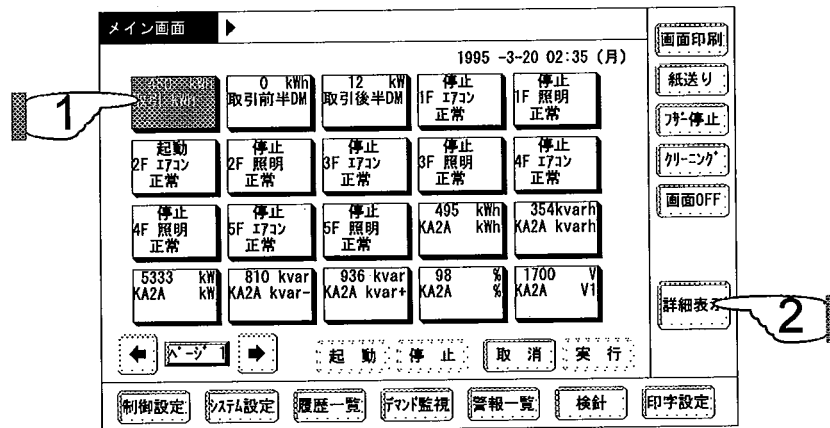 メイン画面
1995 -3-20 02:35 (月)
画面印刷
紙送り
ブザー停止
クリーニング
画面OFF
詳細表示
1
2
0 kWh
取引前半DM
12 kW
取引後半DM
停止
1F エアコン
正常
停止
1F 照明
正常
起動
2F エアコン
正常
停止
2F 照明
正常
停止
3F エアコン
正常
停止
3F 照明
正常
停止
4F エアコン
正常
停止
4F 照明
正常
停止
5F エアコン
正常
停止
5F 照明
正常
495 kWh
KA2A kWh
354kvarh
KA2A kvarh
5333 kW
KA2A kW
810 kvar
KA2A kvar-
936 kvar
KA2A kvar+
98 %
KA2A %
1700 V
KA2A V1
ページ 1
起 動
停 止
取 消
実 行
制御設定
システム設定
履歴一覧
デマンド監視
警報一覧
検針
印字設定